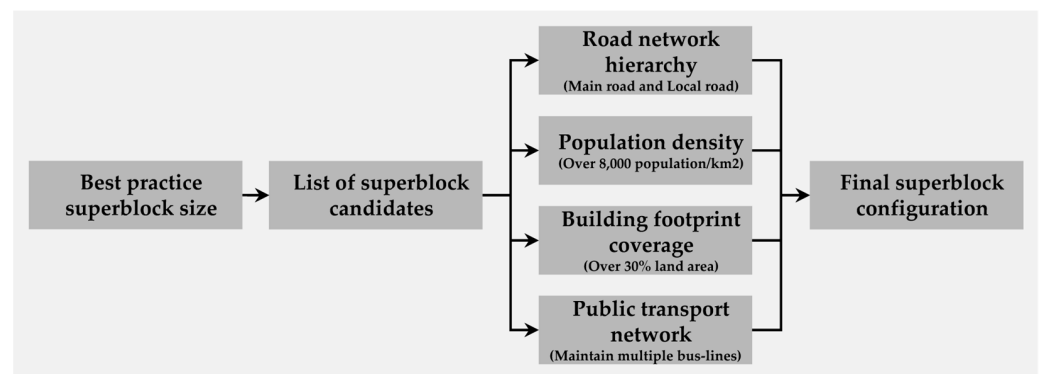 Best practice
superblock size
List of superblock
candidates
Road network
hierarchy
(Main road and Local road)
Population density
(Over 8,000 population/km2)
Building footprint
coverage
(Over 30% land area)
Public transport
network
(Maintain multiple bus-lines)
Final superblock
configuration